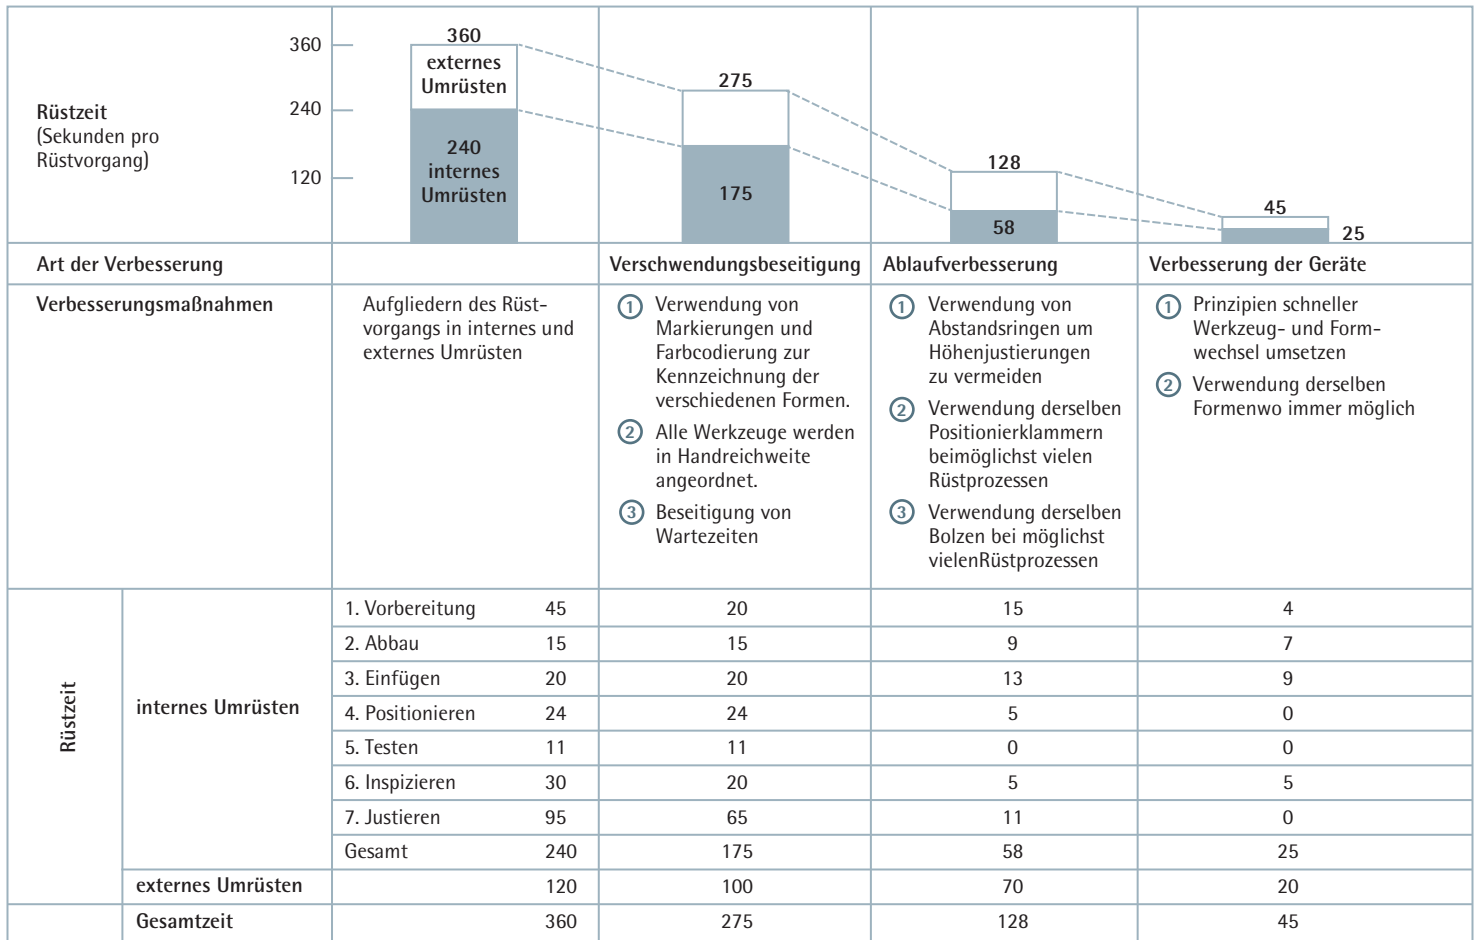 360
240
120
Rüstzeit
(Sekunden pro
Rüstvorgang)
360
externes
Umrüsten
240
internes
Umrüsten
275
175
128
58
45
25
Art der Verbesserung
Verschwendungsbeseitigung
Ablaufverbesserung
Verbesserung der Geräte
Verbesserungsmaßnahmen
Aufgliedern des Rüst-
vorgangs in internes und
externes Umrüsten
1 Verwendung von
Markierungen und
Farbcodierung zur
Kennzeichnung der
verschiedenen Formen.
2 Alle Werkzeuge werden
in Handreichweite
angeordnet.
3 Beseitigung von
Wartezeiten
1 Verwendung von
Abstandsringen um
Höhenjustierungen
zu vermeiden
2 Verwendung derselben
Positionierklammern
beimöglichst vielen
Rüstprozessen
3 Verwendung derselben
Bolzen bei möglichst
vielenRüstprozessen
1 Prinzipien schneller
Werkzeug- und Form-
wechsel umsetzen
2 Verwendung derselben
Formenwo immer möglich
Rüstzeit
internes Umrüsten
1. Vorbereitung 45 20 15 4
2. Abbau 15 15 9 7
3. Einfügen 20 20 13 9
4. Positionieren 24 24 5 0
5. Testen 11 11 0 0
6. Inspizieren 30 20 5 5
7. Justieren 95 65 11 0
Gesamt 240 175 58 25
externes Umrüsten 120 100 70 20
Gesamtzeit 360 275 128 45